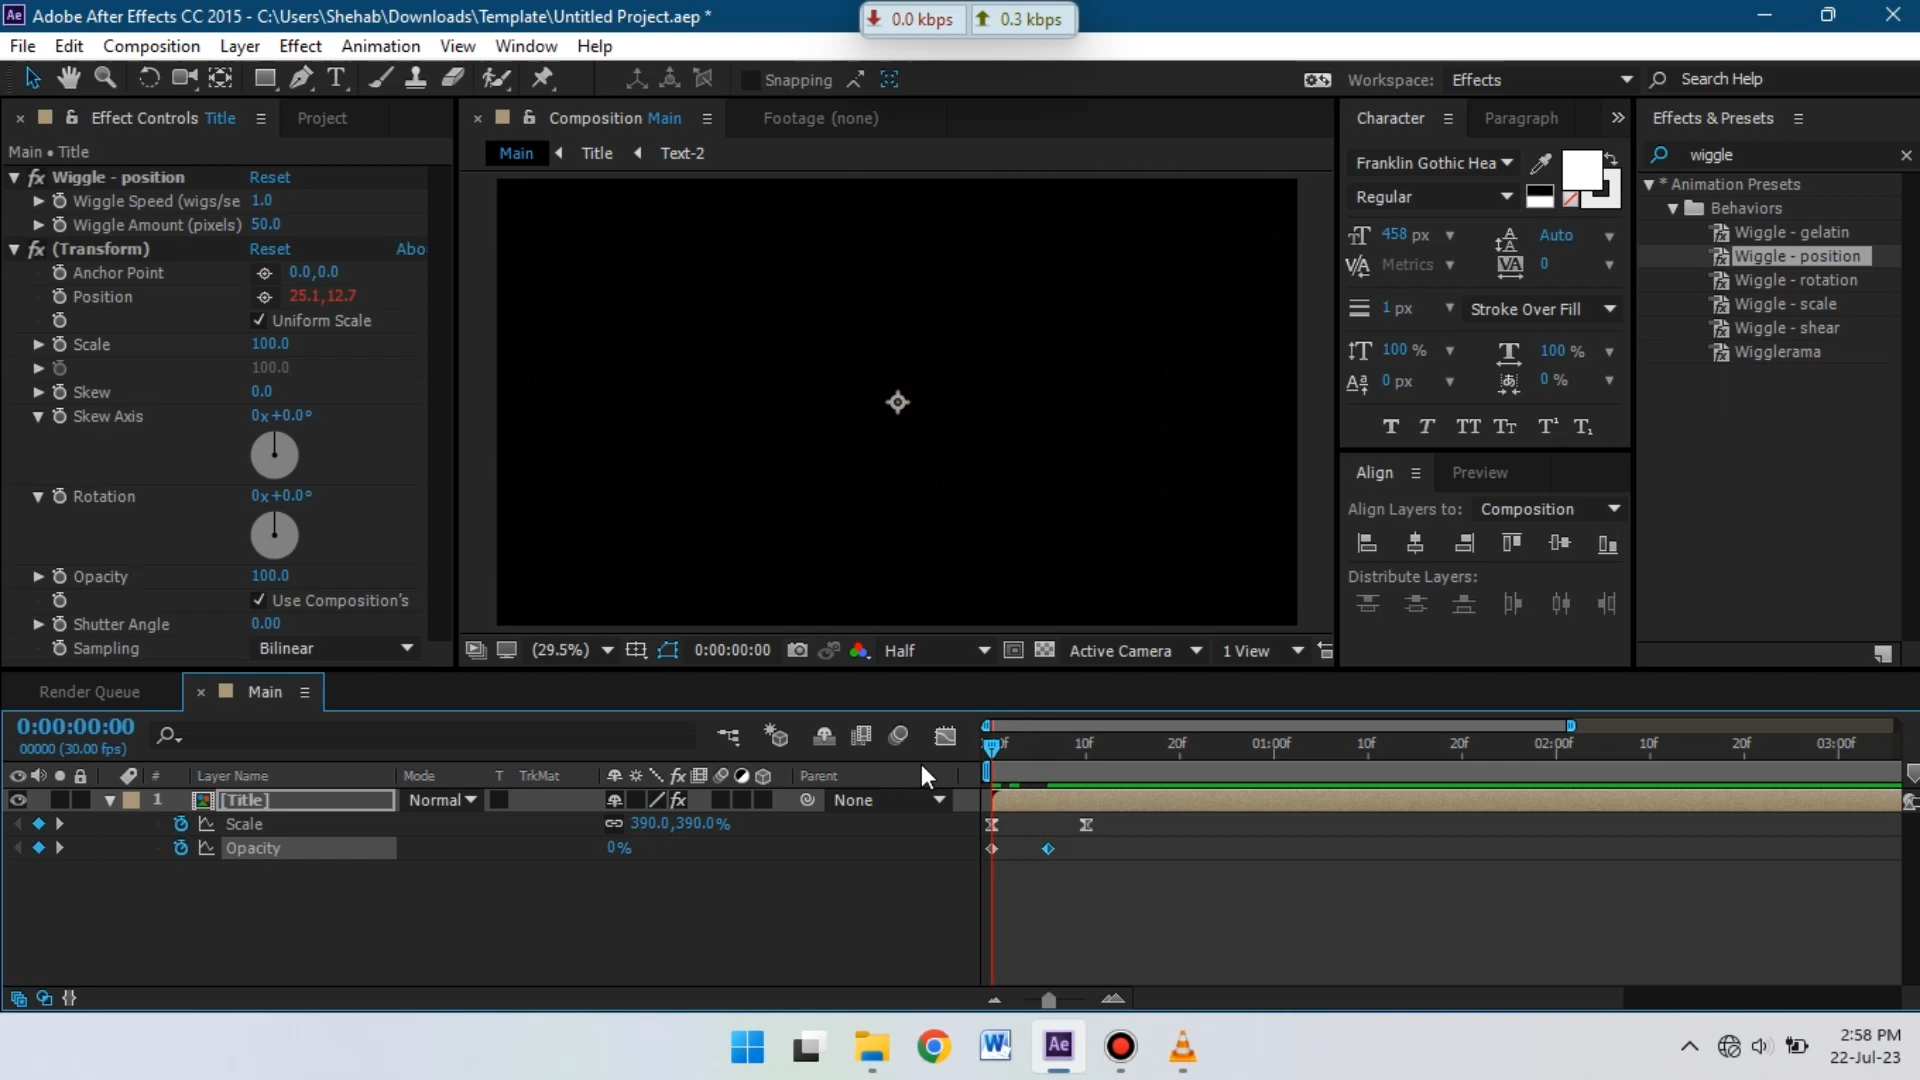 Ae Adobe After Effects CC 2015 - C:\Users\Shehab\Downloads\Template\Untitled Project.aep *
0.0 kbps 0.3 kbps
File Edit Composition Layer Effect Animation View Window Help
Snapping
Workspace: Effects
Search Help
Effect Controls Title Project
Main • Title
fx Wiggle - position Reset
Wiggle Speed (wigs/se 1.0
Wiggle Amount (pixels) 50.0
fx (Transform) Reset Abo
Anchor Point 0.0,0.0
Position 25.1,12.7
Uniform Scale
Scale 100.0
100.0
Skew 0.0
Skew Axis 0x+0.0°
Rotation 0x+0.0°
Opacity 100.0
Use Composition's
Shutter Angle 0.00
Sampling Bilinear
Composition Main Footage (none)
Main Title Text-2
(29.5%) 0:00:00:00 Half Active Camera 1 View
Character Paragraph
Franklin Gothic Hea
Regular
458 px Auto
Metrics 0
1 px Stroke Over Fill
100 % 100 %
0 px 0 %
T T TT Tt T¹ T₁
Align Preview
Align Layers to: Composition
Distribute Layers:
Effects & Presets
wiggle
* Animation Presets
Behaviors
Wiggle - gelatin
Wiggle - position
Wiggle - rotation
Wiggle - scale
Wiggle - shear
Wigglerama
Render Queue Main
0:00:00:00
00000 (30.00 fps)
10f 20f 01:00f 10f 20f 02:00f 10f 20f 03:00f
# Layer Name Mode T TrkMat fx Parent
1 [Title] Normal fx None
Scale 390.0,390.0%
Opacity 0%
W Ae
2:58 PM
22-Jul-23